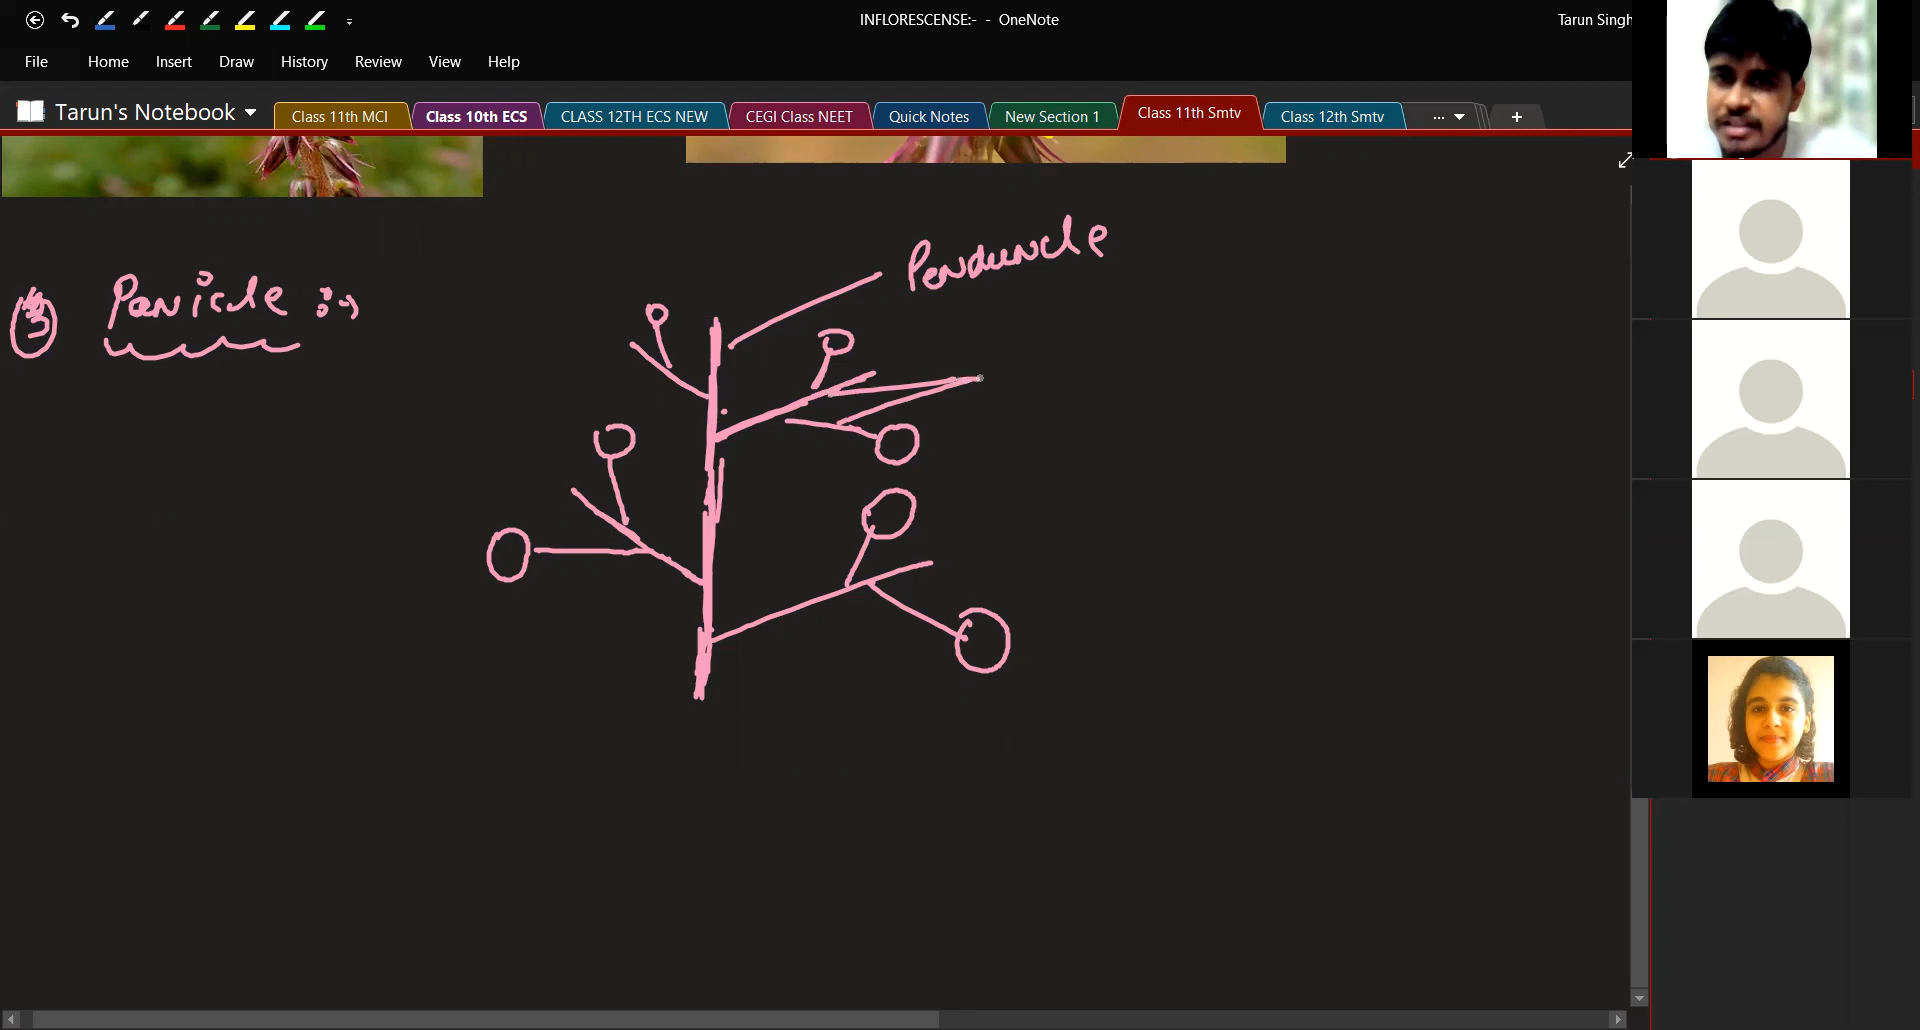 INFLORESCENSE:- - OneNote
Tarun Singh
File Home Insert Draw History Review View Help
Tarun's Notebook
Class 11th MCI Class 10th ECS CLASS 12TH ECS NEW CEGI Class NEET Quick Notes New Section 1 Class 11th Smtv Class 12th Smtv ... +
Penduncle
3 Panicle :→